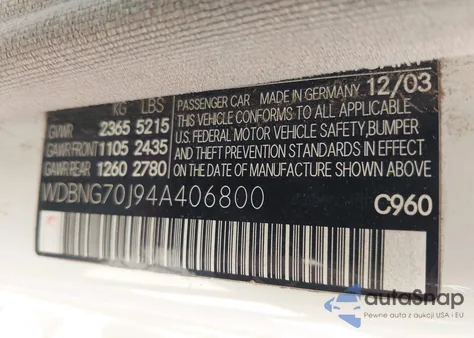 KG LBS
GVWR 2365 5215
GAWR FRONT 1105 2435
GAWR REAR 1260 2780
PASSENGER CAR MADE IN GERMANY 12/03
THIS VEHICLE CONFORMS TO ALL APPLICABLE
U.S. FEDERAL MOTOR VEHICLE SAFETY, BUMPER
AND THEFT PREVENTION STANDARDS IN EFFECT ON
THE DATE OF MANUFACTURE SHOWN ABOVE
WDBNG70J94A406800
C960
autoSnap
Pewne auta z aukcji USA i EU